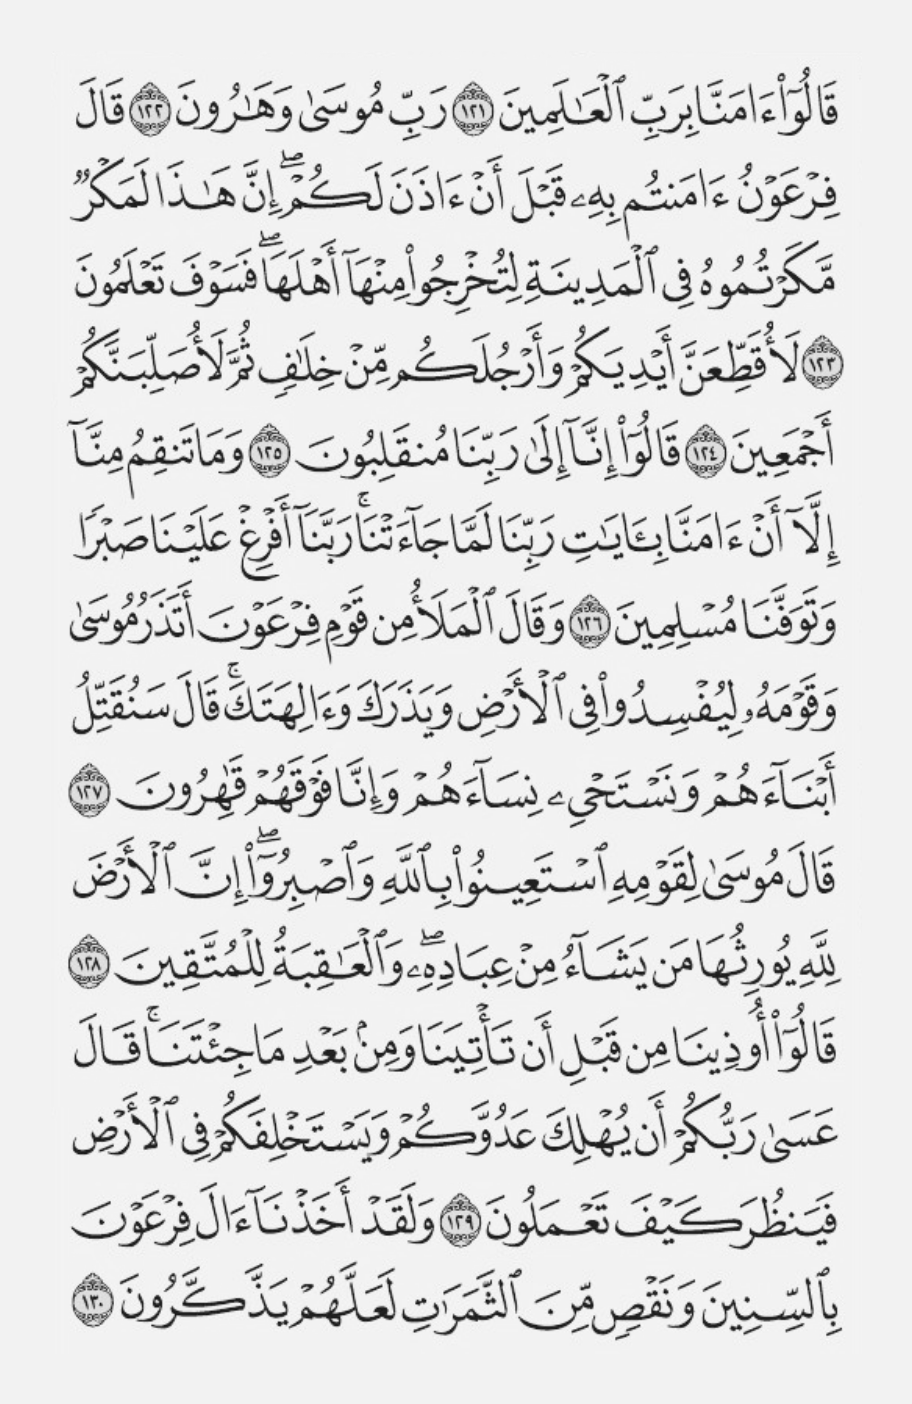 قَالُوٓاْ ءَامَنَّا بِرَبِّ ٱلْعَٰلَمِينَ ١٢١ رَبِّ مُوسَىٰ وَهَٰرُونَ ١٢٢ قَالَ
فِرْعَوْنُ ءَامَنتُم بِهِۦ قَبْلَ أَنْ ءَاذَنَ لَكُمْۖ إِنَّ هَٰذَا لَمَكْرٌ
مَّكَرْتُمُوهُ فِى ٱلْمَدِينَةِ لِتُخْرِجُواْ مِنْهَآ أَهْلَهَاۖ فَسَوْفَ تَعْلَمُونَ
١٢٣ لَأُقَطِّعَنَّ أَيْدِيَكُمْ وَأَرْجُلَكُم مِّنْ خِلَٰفٍ ثُمَّ لَأُصَلِّبَنَّكُمْ
أَجْمَعِينَ ١٢٤ قَالُوٓاْ إِنَّآ إِلَىٰ رَبِّنَا مُنقَلِبُونَ ١٢٥ وَمَا تَنقِمُ مِنَّآ
إِلَّآ أَنْ ءَامَنَّا بِـَٔايَٰتِ رَبِّنَا لَمَّا جَآءَتْنَاۚ رَبَّنَآ أَفْرِغْ عَلَيْنَا صَبْرًا
وَتَوَفَّنَا مُسْلِمِينَ ١٢٦ وَقَالَ ٱلْمَلَأُ مِن قَوْمِ فِرْعَوْنَ أَتَذَرُ مُوسَىٰ
وَقَوْمَهُۥ لِيُفْسِدُواْ فِى ٱلْأَرْضِ وَيَذَرَكَ وَءَالِهَتَكَۚ قَالَ سَنُقَتِّلُ
أَبْنَآءَهُمْ وَنَسْتَحْىِۦ نِسَآءَهُمْ وَإِنَّا فَوْقَهُمْ قَٰهِرُونَ ١٢٧
قَالَ مُوسَىٰ لِقَوْمِهِ ٱسْتَعِينُواْ بِٱللَّهِ وَٱصْبِرُوٓاْۖ إِنَّ ٱلْأَرْضَ
لِلَّهِ يُورِثُهَا مَن يَشَآءُ مِنْ عِبَادِهِۦۖ وَٱلْعَٰقِبَةُ لِلْمُتَّقِينَ ١٢٨
قَالُوٓاْ أُوذِينَا مِن قَبْلِ أَن تَأْتِيَنَا وَمِنۢ بَعْدِ مَا جِئْتَنَاۚ قَالَ
عَسَىٰ رَبُّكُمْ أَن يُهْلِكَ عَدُوَّكُمْ وَيَسْتَخْلِفَكُمْ فِى ٱلْأَرْضِ
فَيَنظُرَ كَيْفَ تَعْمَلُونَ ١٢٩ وَلَقَدْ أَخَذْنَآ ءَالَ فِرْعَوْنَ
بِٱلسِّنِينَ وَنَقْصٍ مِّنَ ٱلثَّمَرَٰتِ لَعَلَّهُمْ يَذَّكَّرُونَ ١٣٠